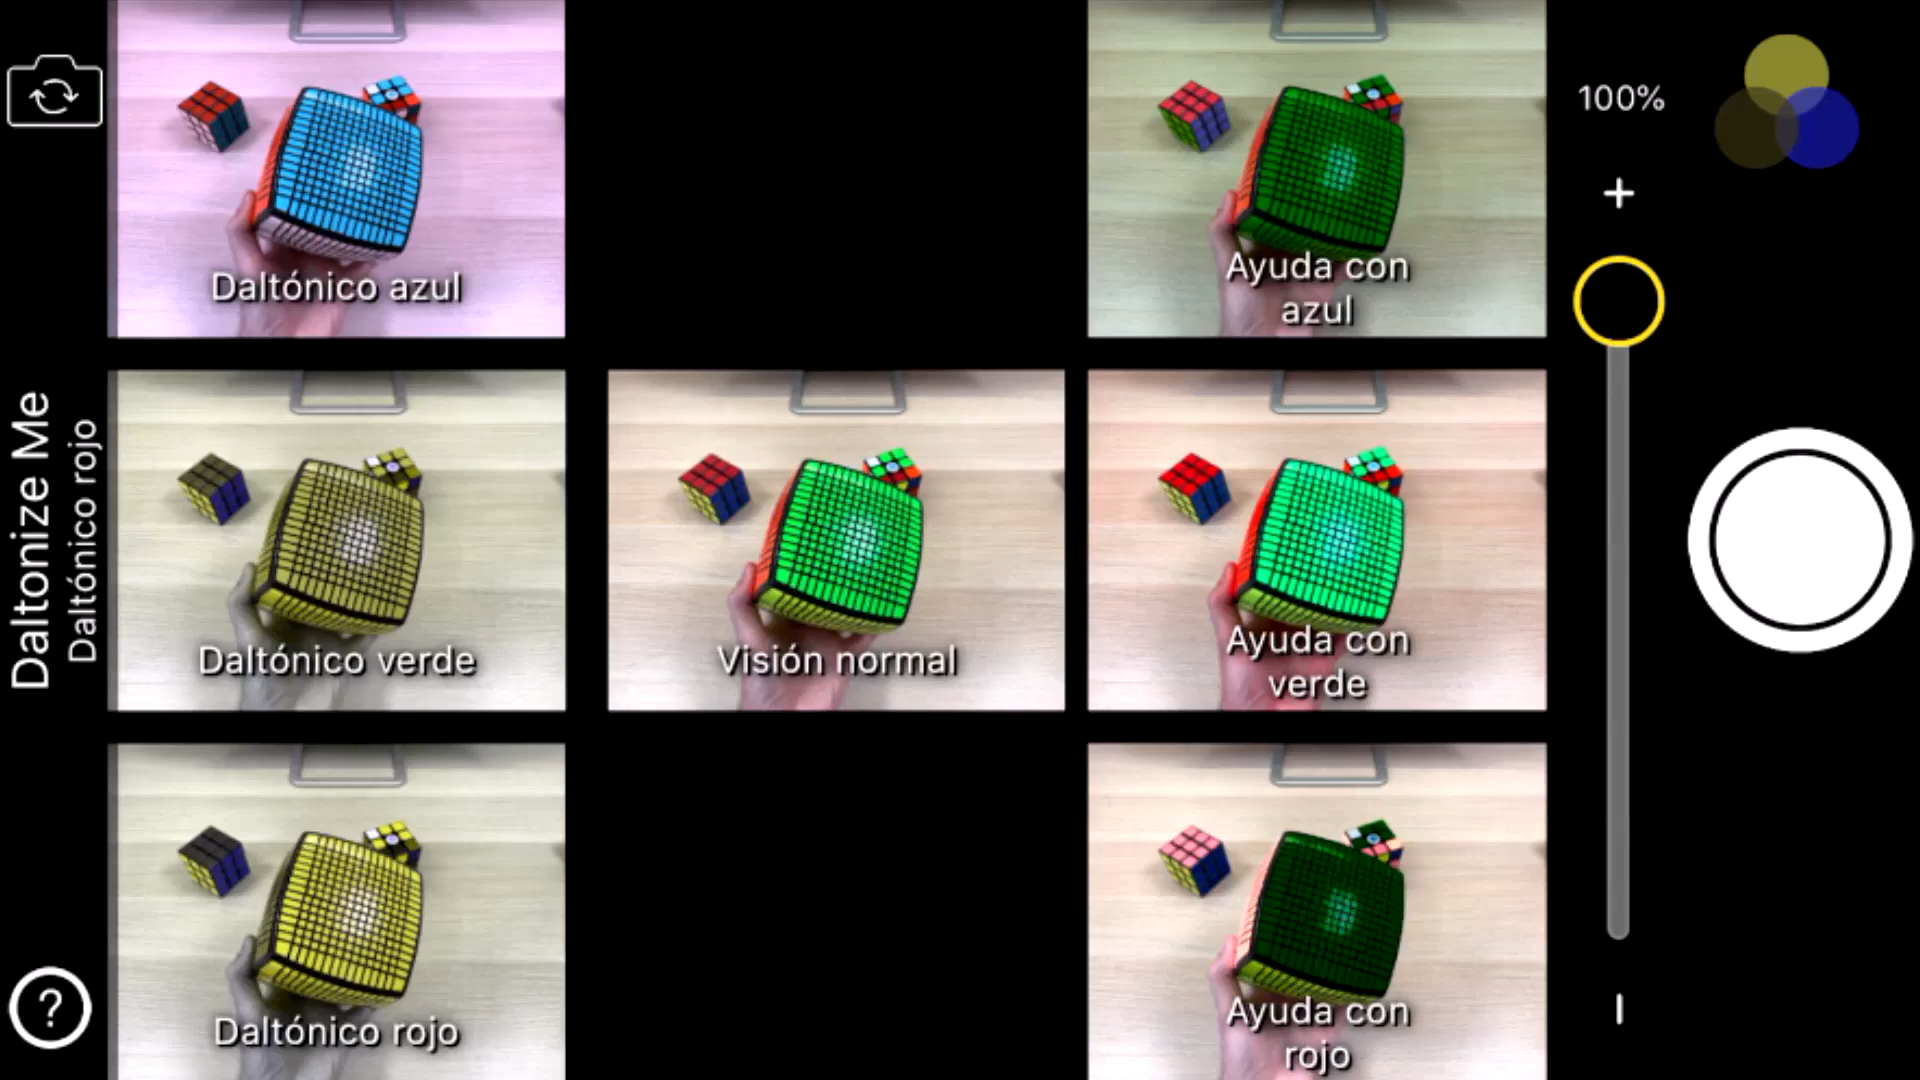 Daltonize Me
Daltónico rojo
Daltónico azul
Ayuda con
azul
100%
+
Daltónico verde
Visión normal
Ayuda con
verde
Daltónico rojo
Ayuda con
rojo
?